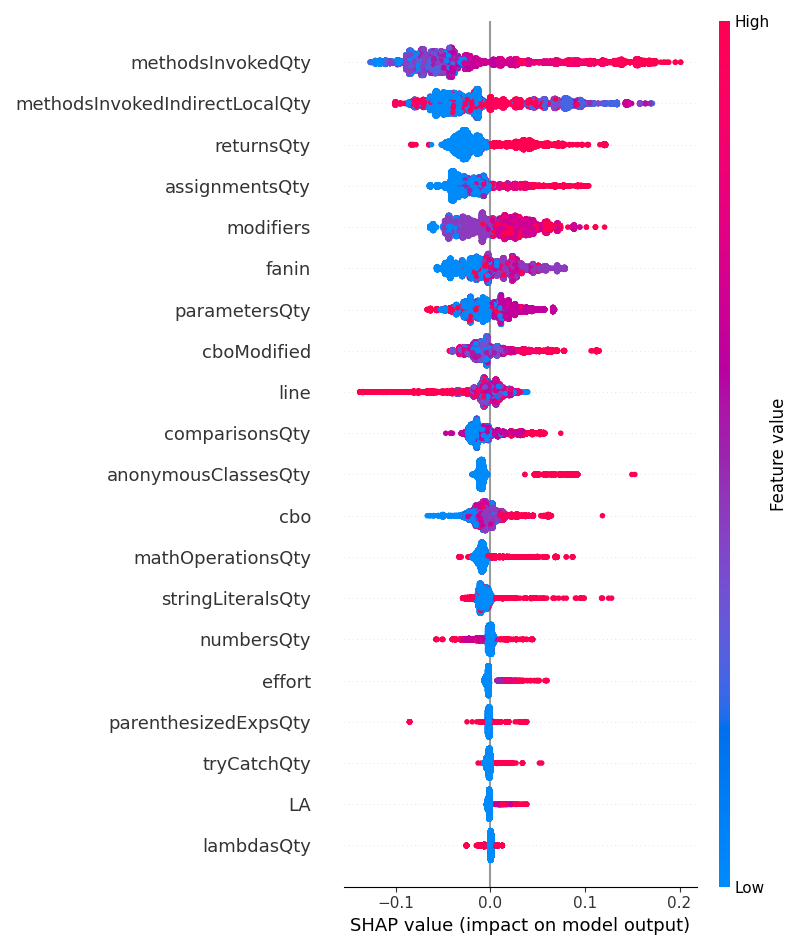 High
methodsInvokedQty
methodsInvokedIndirectLocalQty
returnsQty
assignmentsQty
modifiers
fanin
parametersQty
cboModified
line
comparisonsQty
anonymousClassesQty
cbo
mathOperationsQty
stringLiteralsQty
numbersQty
effort
parenthesizedExpsQty
tryCatchQty
LA
lambdasQty
Feature value
Low
−0.1 0.0 0.1 0.2
SHAP value (impact on model output)